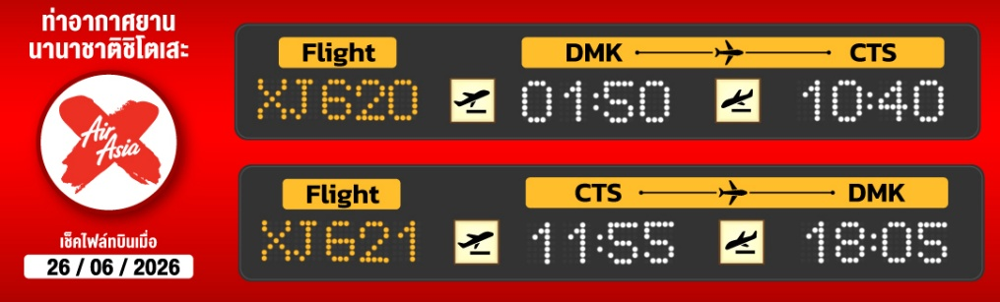 ท่าอากาศยาน
นานาชาติชิโตเสะ
Air
Asia
เช็คไฟล์ทบินเมื่อ
26 / 06 / 2026
Flight DMK CTS
XJ620 01:50 10:40
Flight CTS DMK
XJ621 11:55 18:05